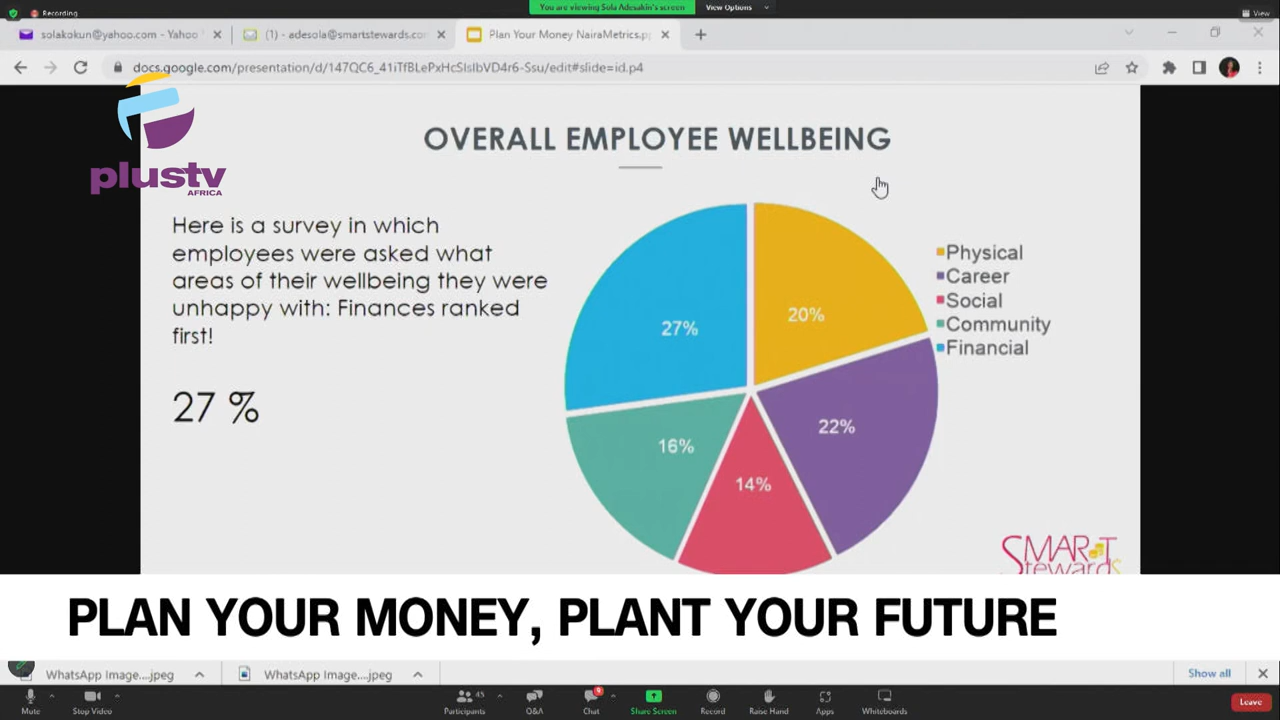 Recording
You are viewing Sola Adesakin's screen
View Options
View
solakokun@yahoo.com - Yahoo
(1) - adesola@smartstewards.co
Plan Your Money NairaMetrics.p
docs.google.com/presentation/d/147QC6_41iTfBLePxHcSIsIbVD4r6-Ssu/edit#slide=id.p4
plustv
AFRICA
OVERALL EMPLOYEE WELLBEING
Here is a survey in which
employees were asked what
areas of their wellbeing they were
unhappy with: Finances ranked
first!
27 %
27%
20%
22%
16%
14%
Physical
Career
Social
Community
Financial
SMART
Stewards
PLAN YOUR MONEY, PLANT YOUR FUTURE
WhatsApp Image....jpeg
WhatsApp Image....jpeg
Show all
Mute
Stop Video
45
Participants
Q&A
9
Chat
Share Screen
Record
Raise Hand
Apps
Whiteboards
Leave